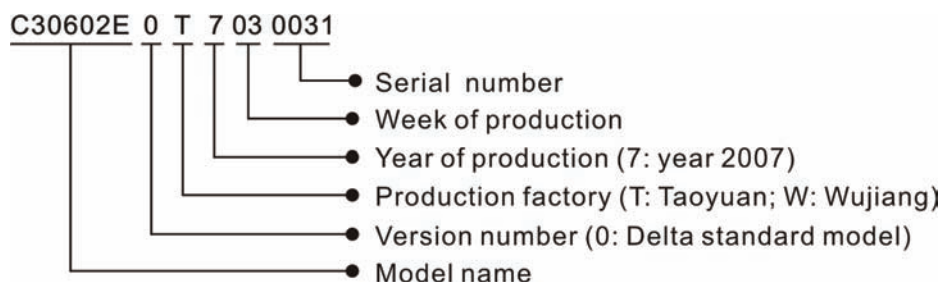 C30602E 0 T 7 03 0031
Serial number
Week of production
Year of production (7: year 2007)
Production factory (T: Taoyuan; W: Wujiang)
Version number (0: Delta standard model)
Model name